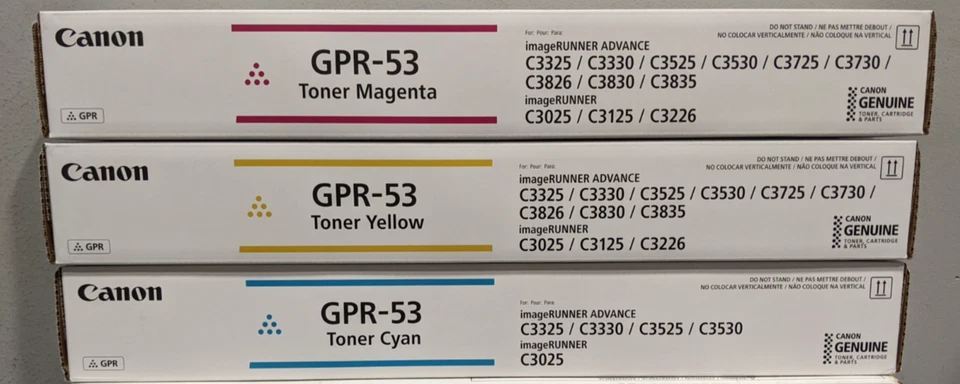 Canon
GPR-53
Toner Magenta
GPR
For: Pour: Para:
imageRUNNER ADVANCE
C3325 / C3330 / C3525 / C3530 / C3725 / C3730 /
C3826 / C3830 / C3835
imageRUNNER
C3025 / C3125 / C3226
DO NOT STAND / NE PAS METTRE DEBOUT /
NO COLOCAR VERTICALMENTE / NÃO COLOQUE NA VERTICAL
CANON
GENUINE
TONER, CARTRIDGE
& PARTS
Canon
GPR-53
Toner Yellow
GPR
For: Pour: Para:
imageRUNNER ADVANCE
C3325 / C3330 / C3525 / C3530 / C3725 / C3730 /
C3826 / C3830 / C3835
imageRUNNER
C3025 / C3125 / C3226
DO NOT STAND / NE PAS METTRE DEBOUT /
NO COLOCAR VERTICALMENTE / NÃO COLOQUE NA VERTICAL
CANON
GENUINE
TONER, CARTRIDGE
& PARTS
Canon
GPR-53
Toner Cyan
GPR
For: Pour: Para:
imageRUNNER ADVANCE
C3325 / C3330 / C3525 / C3530
imageRUNNER
C3025
DO NOT STAND / NE PAS METTRE DEBOUT /
NO COLOCAR VERTICALMENTE / NÃO COLOQUE NA VERTICAL
CANON
GENUINE
TONER, CARTRIDGE
& PARTS